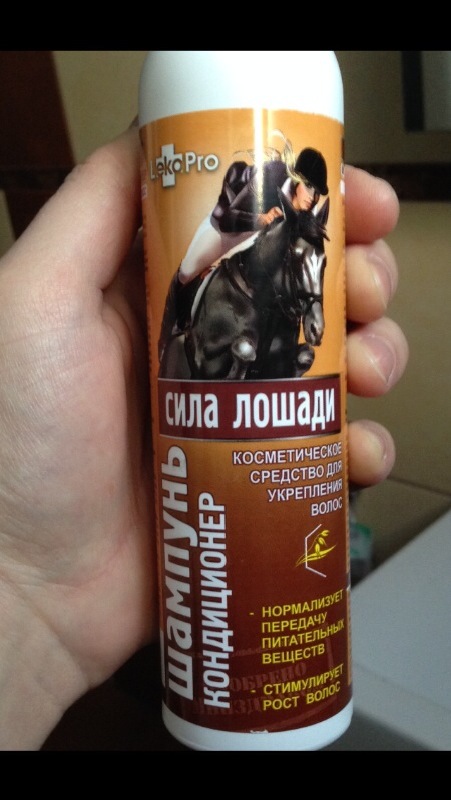 LekoPro
СИЛА ЛОШАДИ
КОСМЕТИЧЕСКОЕ
СРЕДСТВО ДЛЯ
УКРЕПЛЕНИЯ
ВОЛОС
Шампунь
КОНДИЦИОНЕР
- НОРМАЛИЗУЕТ
ПЕРЕДАЧУ
ПИТАТЕЛЬНЫХ
ВЕЩЕСТВ
- СТИМУЛИРУЕТ
РОСТ ВОЛОС